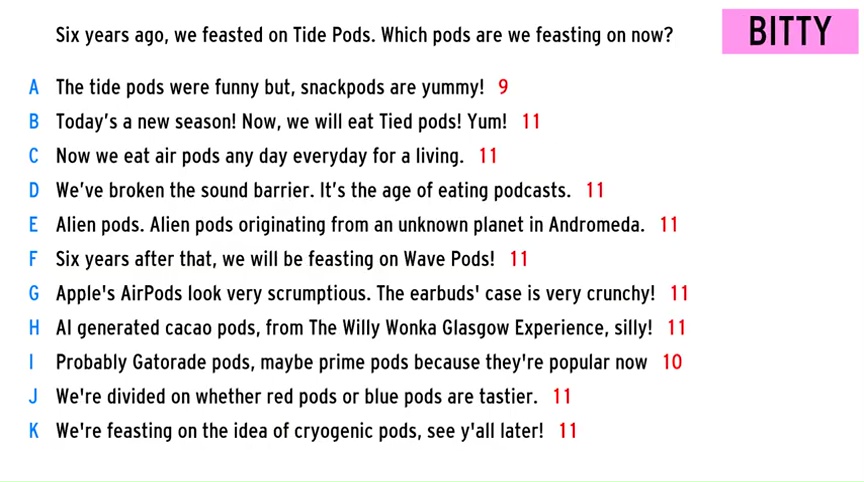 Six years ago, we feasted on Tide Pods. Which pods are we feasting on now?
BITTY
A The tide pods were funny but, snackpods are yummy! 9
B Today's a new season! Now, we will eat Tied pods! Yum! 11
C Now we eat air pods any day everyday for a living. 11
D We've broken the sound barrier. It's the age of eating podcasts. 11
E Alien pods. Alien pods originating from an unknown planet in Andromeda. 11
F Six years after that, we will be feasting on Wave Pods! 11
G Apple's AirPods look very scrumptious. The earbuds' case is very crunchy! 11
H AI generated cacao pods, from The Willy Wonka Glasgow Experience, silly! 11
I Probably Gatorade pods, maybe prime pods because they're popular now 10
J We're divided on whether red pods or blue pods are tastier. 11
K We're feasting on the idea of cryogenic pods, see y'all later! 11